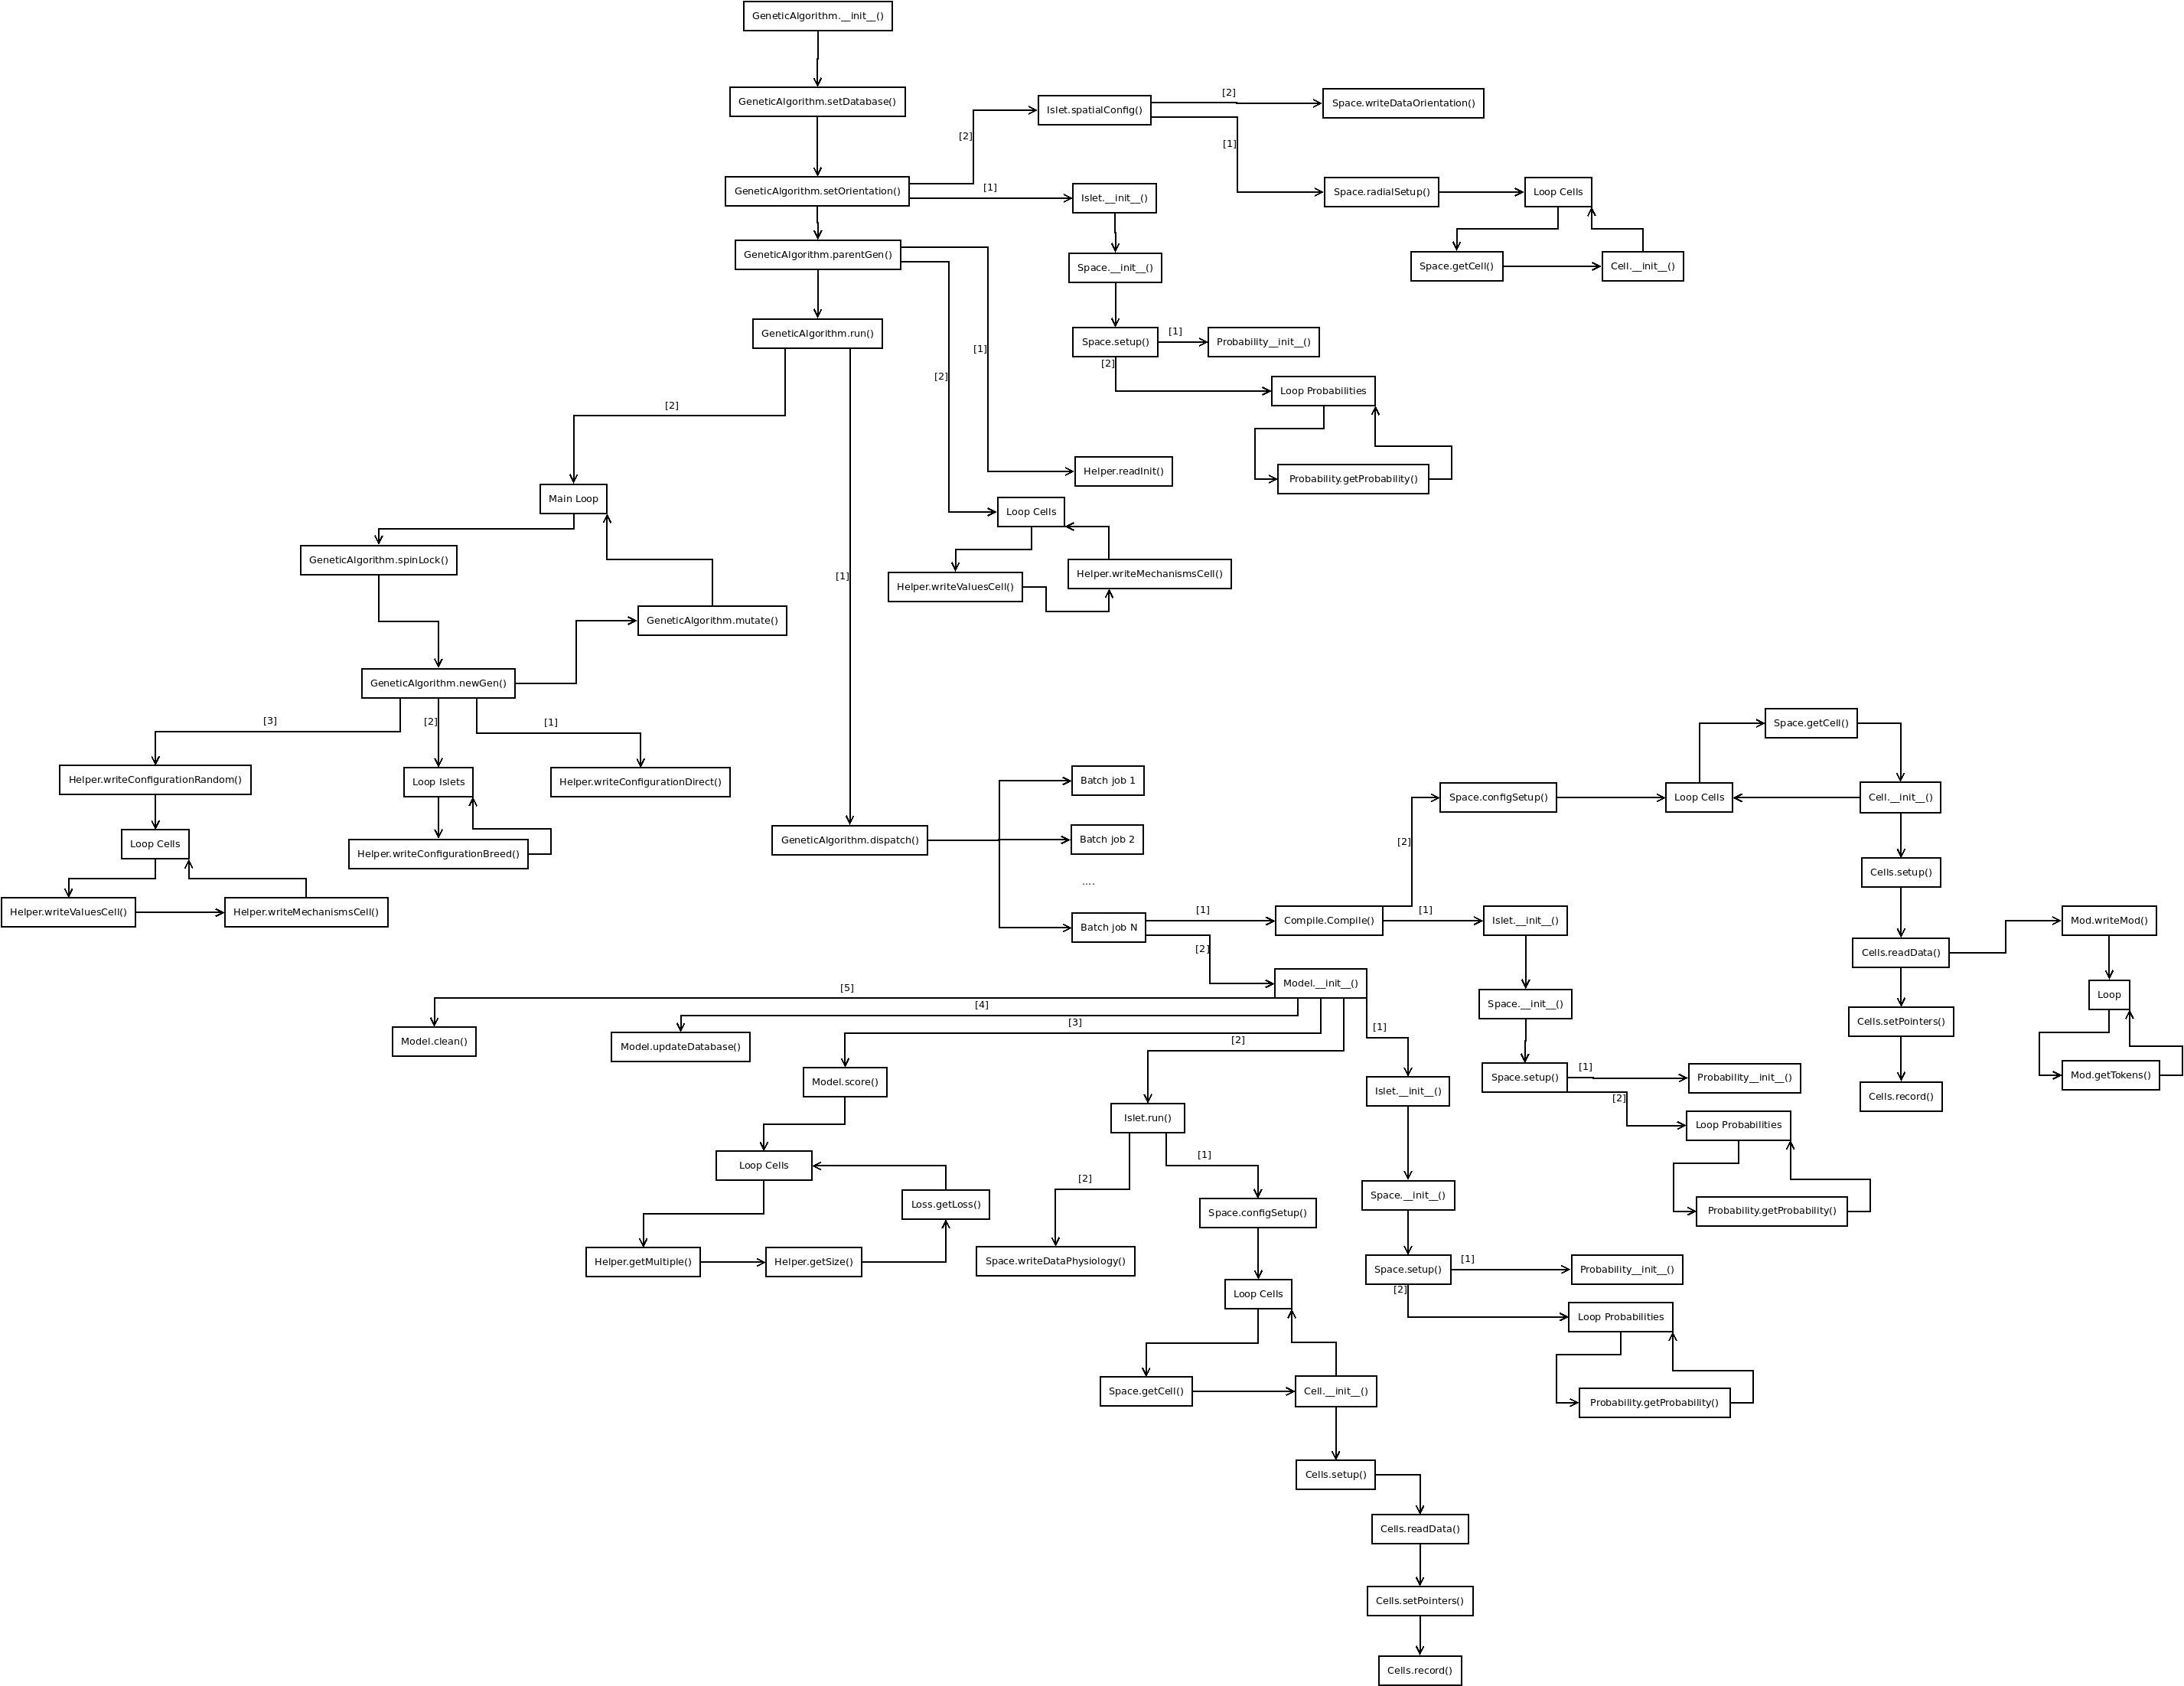 GeneticAlgorithm.__init__()
GeneticAlgorithm.setDatabase()
[2]
Islet.spatialConfig()
[2]
Space.writeDataOrientation()
[1]
GeneticAlgorithm.setOrientation()
[1]
Islet.__init__()
Space.radialSetup()
Loop Cells
GeneticAlgorithm.parentGen()
Space.__init__()
Space.getCell()
Cell.__init__()
GeneticAlgorithm.run()
[1]
[2]
Space.setup()
[1]
Probability__init__()
[2]
Loop Probabilities
[2]
Helper.readInit()
Probability.getProbability()
Main Loop
Loop Cells
GeneticAlgorithm.spinLock()
[1]
Helper.writeValuesCell()
Helper.writeMechanismsCell()
GeneticAlgorithm.mutate()
GeneticAlgorithm.newGen()
[3]
[2]
[1]
Helper.writeConfigurationRandom()
Loop Islets
Helper.writeConfigurationDirect()
Loop Cells
Helper.writeConfigurationBreed()
Helper.writeValuesCell()
Helper.writeMechanismsCell()
GeneticAlgorithm.dispatch()
Batch job 1
Batch job 2
....
Batch job N
[1]
[2]
Compile.Compile()
[2]
[1]
Space.configSetup()
Loop Cells
Space.getCell()
Cell.__init__()
Cells.setup()
Cells.readData()
Mod.writeMod()
Loop
Mod.getTokens()
Cells.setPointers()
Cells.record()
Islet.__init__()
Space.__init__()
Space.setup()
[1]
Probability__init__()
[2]
Loop Probabilities
Probability.getProbability()
Model.__init__()
[5]
[4]
[3]
[2]
[1]
Model.clean()
Model.updateDatabase()
Model.score()
Loop Cells
Loss.getLoss()
Helper.getMultiple()
Helper.getSize()
Islet.run()
[2]
[1]
Space.writeDataPhysiology()
Space.configSetup()
Loop Cells
Space.getCell()
Cell.__init__()
Cells.setup()
Cells.readData()
Cells.setPointers()
Cells.record()
Islet.__init__()
Space.__init__()
Space.setup()
[1]
Probability__init__()
[2]
Loop Probabilities
Probability.getProbability()